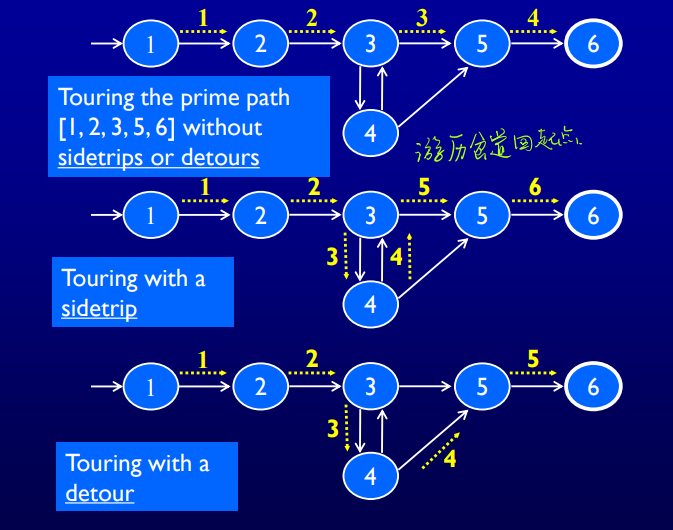 1 2 3 4
1 2 3 5 6
Touring the prime path
[1, 2, 3, 5, 6] without
sidetrips or detours
4
游历岔道回起点
1 2 5 6
1 2 3 5 6
3 4
Touring with a
sidetrip
4
1 2 5
1 2 3 5 6
3
Touring with a
detour
4
4